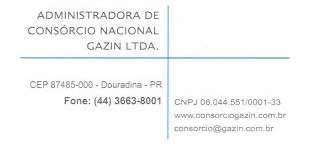 ADMINISTRADORA DE
CONSÓRCIO NACIONAL
GAZIN LTDA.
CEP 87485-000 - Douradina - PR
Fone: (44) 3663-8001
CNPJ 06.044.551/0001-33
www.consorciogazin.com.br
consorcio@gazin.com.br